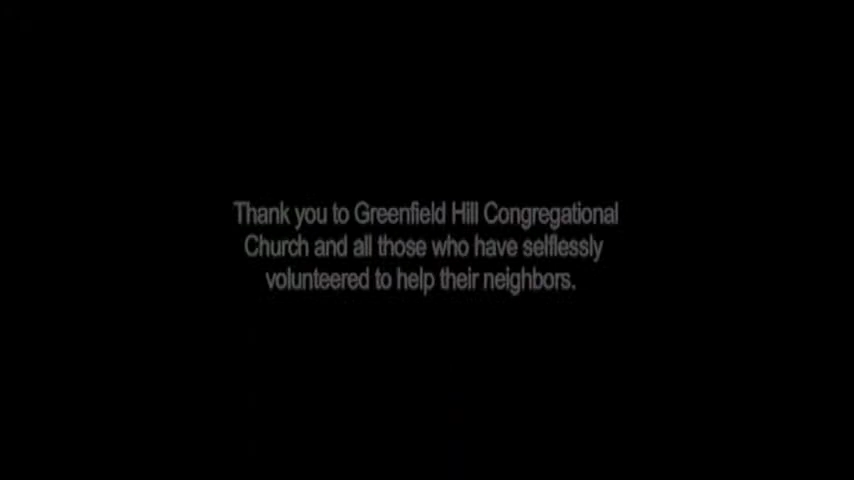 Thank you to Greenfield Hill Congregational
Church and all those who have selflessly
volunteered to help their neighbors.